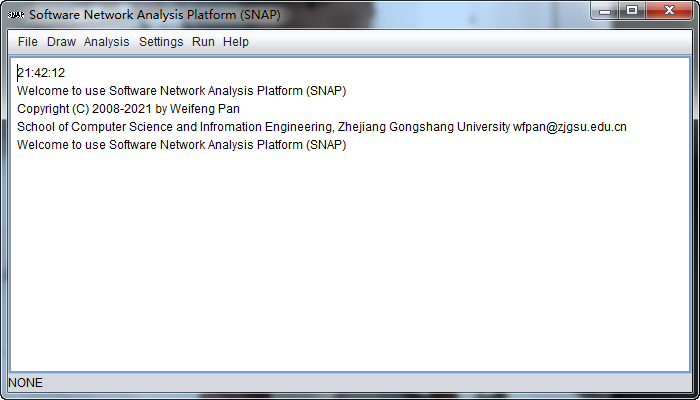 SNAP Software Network Analysis Platform (SNAP)
File Draw Analysis Settings Run Help
21:42:12
Welcome to use Software Network Analysis Platform (SNAP)
Copyright (C) 2008-2021 by Weifeng Pan
School of Computer Science and Infromation Engineering, Zhejiang Gongshang University wfpan@zjgsu.edu.cn
Welcome to use Software Network Analysis Platform (SNAP)
NONE